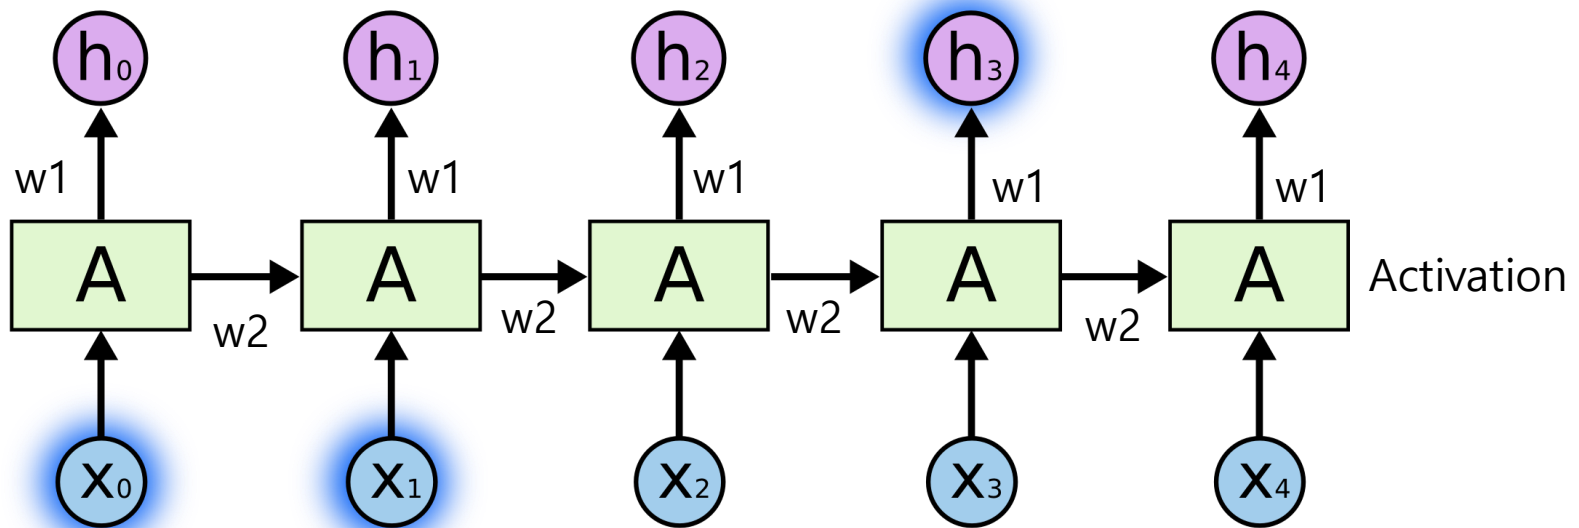 h₀ h₁ h₂ h₃ h₄
w1 w1 w1 w1 w1
A A A A A Activation
w2 w2 w2 w2
x₀ x₁ x₂ x₃ x₄